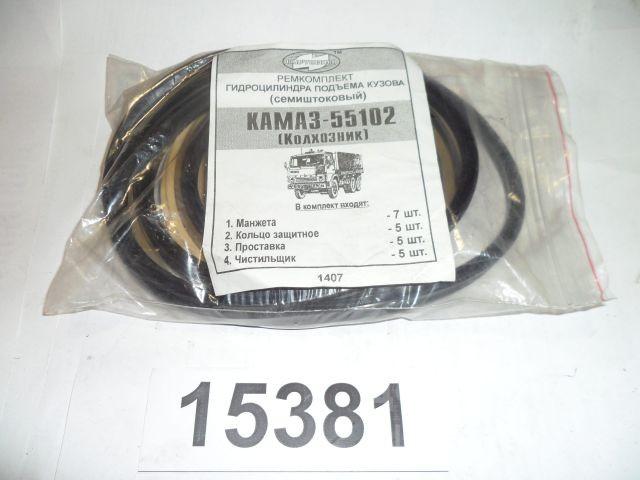 РЕМКОМПЛЕКТ
ГИДРОЦИЛИНДРА ПОДЪЕМА КУЗОВА
(семиштоковый)
КАМАЗ-55102
(Колхозник)
В комплект входят:
1. Манжета - 7 шт.
2. Кольцо защитное - 5 шт.
3. Проставка - 5 шт.
4. Чистильщик - 5 шт.
1407
15381